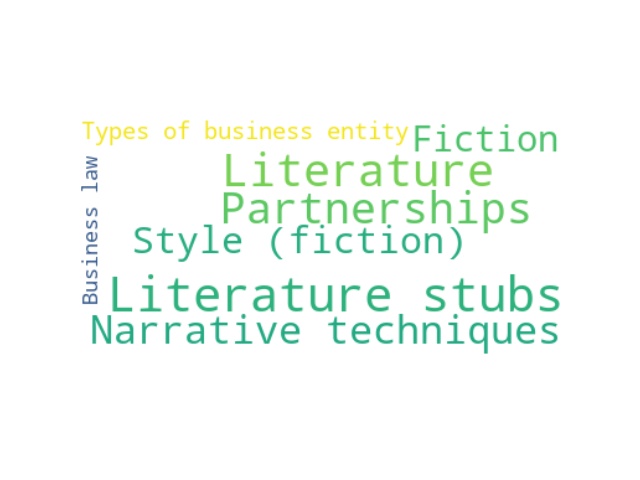 Types of business entity
Fiction
Business law
Literature
Partnerships
Style (fiction)
Literature stubs
Narrative techniques